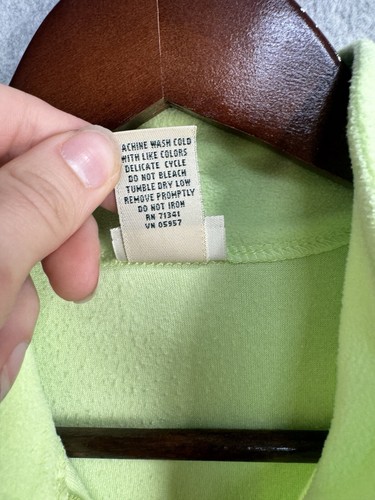 ACHINE WASH COLD
WITH LIKE COLORS
DELICATE CYCLE
DO NOT BLEACH
TUMBLE DRY LOW
REMOVE PROMPTLY
DO NOT IRON
RN 71341
VN 05957